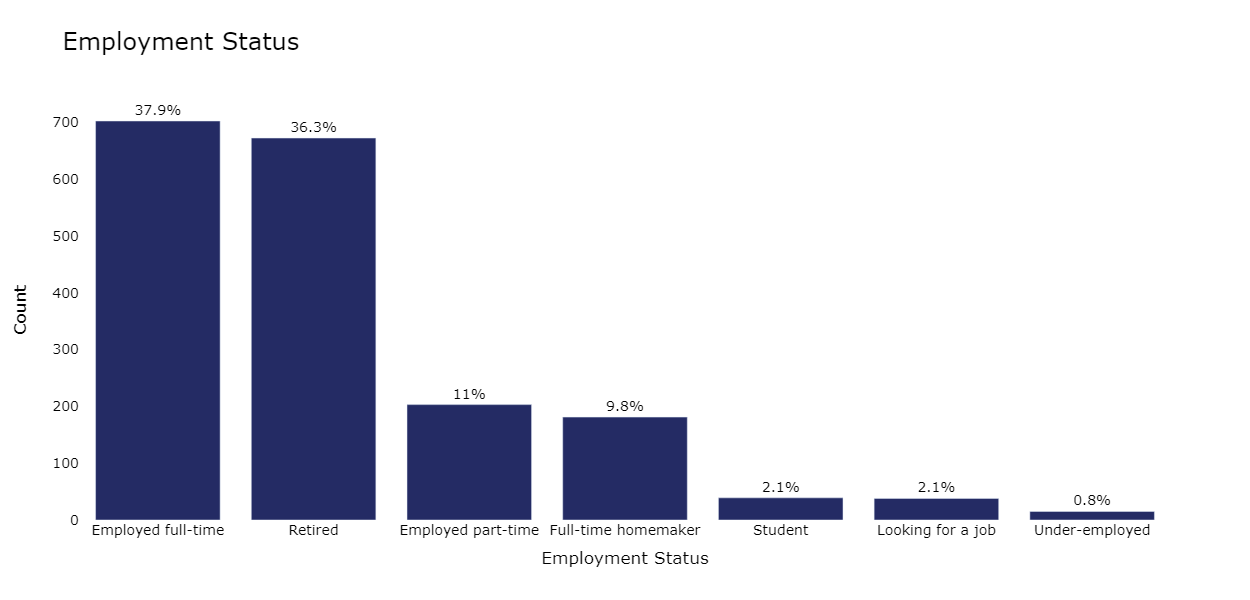 Employment Status
37.9%
36.3%
11%
9.8%
2.1%
2.1%
0.8%
700
600
500
400
300
200
100
0
Count
Employed full-time
Retired
Employed part-time
Full-time homemaker
Student
Looking for a job
Under-employed
Employment Status